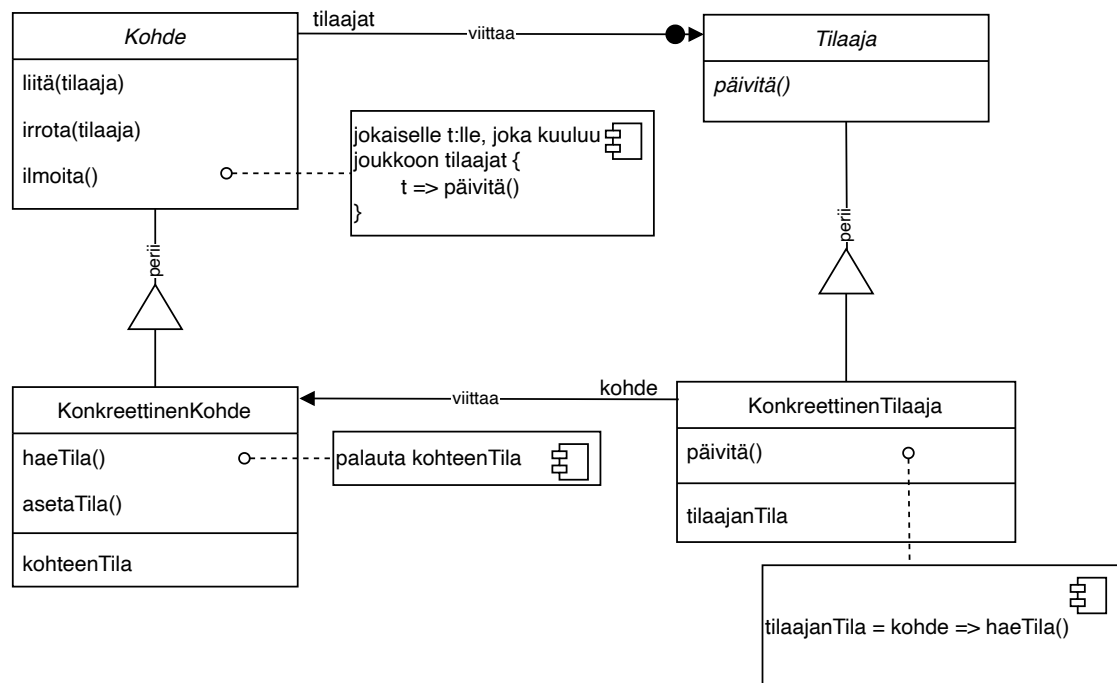 Kohde
tilaajat
viittaa
Tilaaja
liitä(tilaaja)
irrota(tilaaja)
ilmoita()
päivitä()
jokaiselle t:lle, joka kuuluu
joukkoon tilaajat {
t => päivitä()
}
perii
perii
KonkreettinenKohde
haeTila()
asetaTila()
kohteenTila
viittaa
kohde
palauta kohteenTila
KonkreettinenTilaaja
päivitä()
tilaajanTila
tilaajanTila = kohde => haeTila()